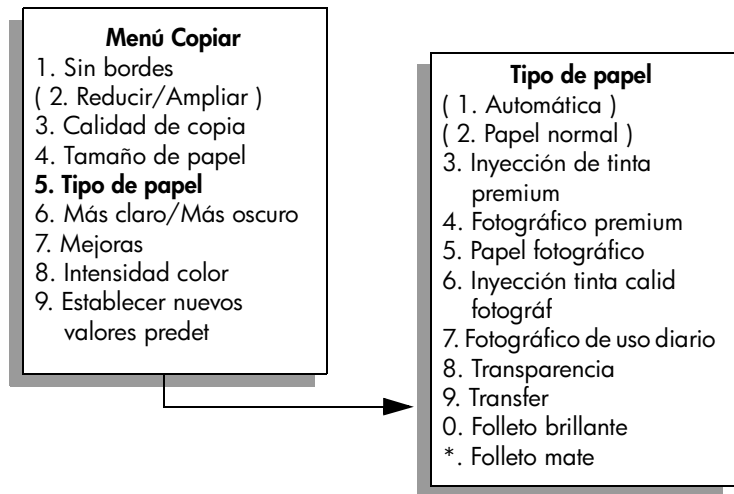 Menú Copiar
1. Sin bordes
( 2. Reducir/Ampliar )
3. Calidad de copia
4. Tamaño de papel
5. Tipo de papel
6. Más claro/Más oscuro
7. Mejoras
8. Intensidad color
9. Establecer nuevos
valores predet
Tipo de papel
( 1. Automática )
( 2. Papel normal )
3. Inyección de tinta
premium
4. Fotográfico premium
5. Papel fotográfico
6. Inyección tinta calid
fotográf
7. Fotográfico de uso diario
8. Transparencia
9. Transfer
0. Folleto brillante
*. Folleto mate